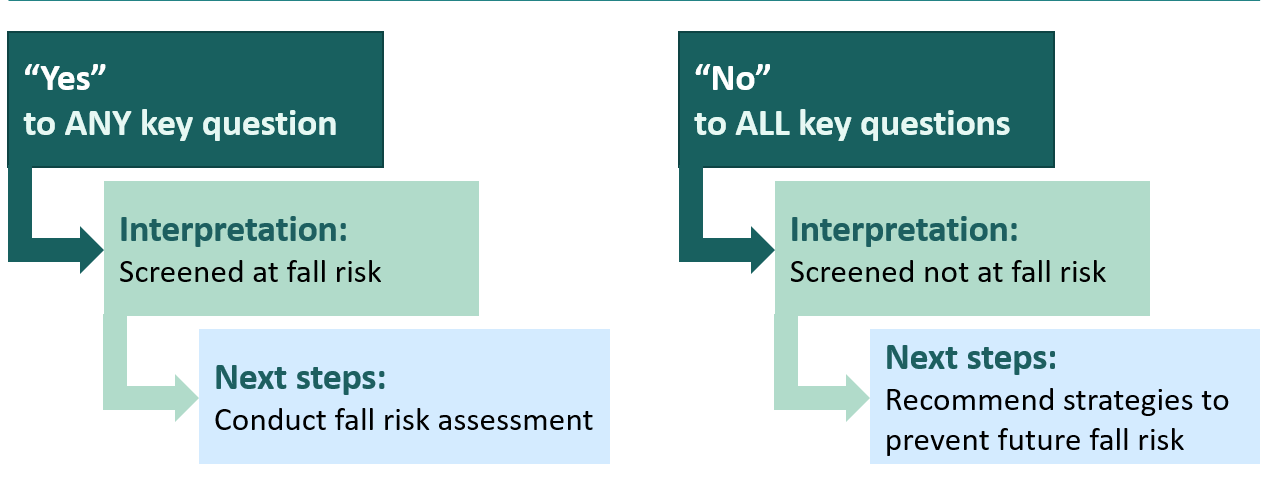 “Yes”
to ANY key question
Interpretation:
Screened at fall risk
Next steps:
Conduct fall risk assessment
“No”
to ALL key questions
Interpretation:
Screened not at fall risk
Next steps:
Recommend strategies to
prevent future fall risk